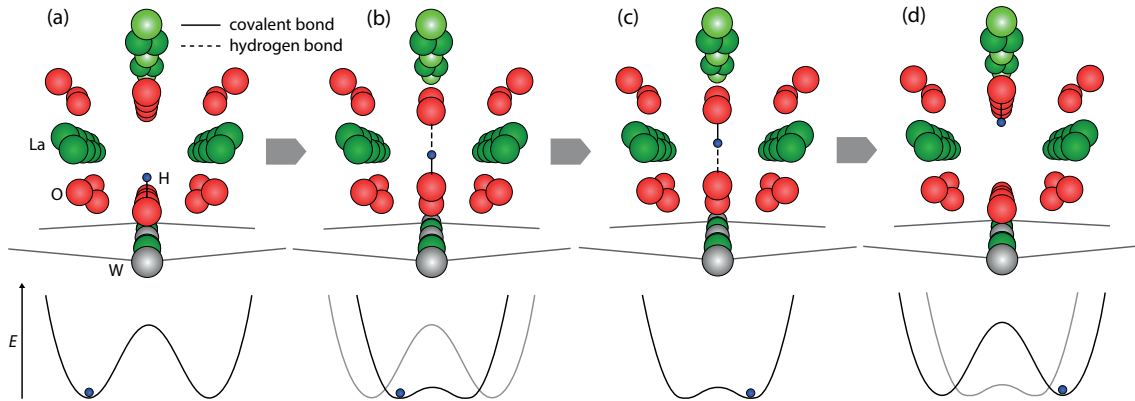 (a)
covalent bond
hydrogen bond
(b)
(c)
(d)
La
H
O
W
E